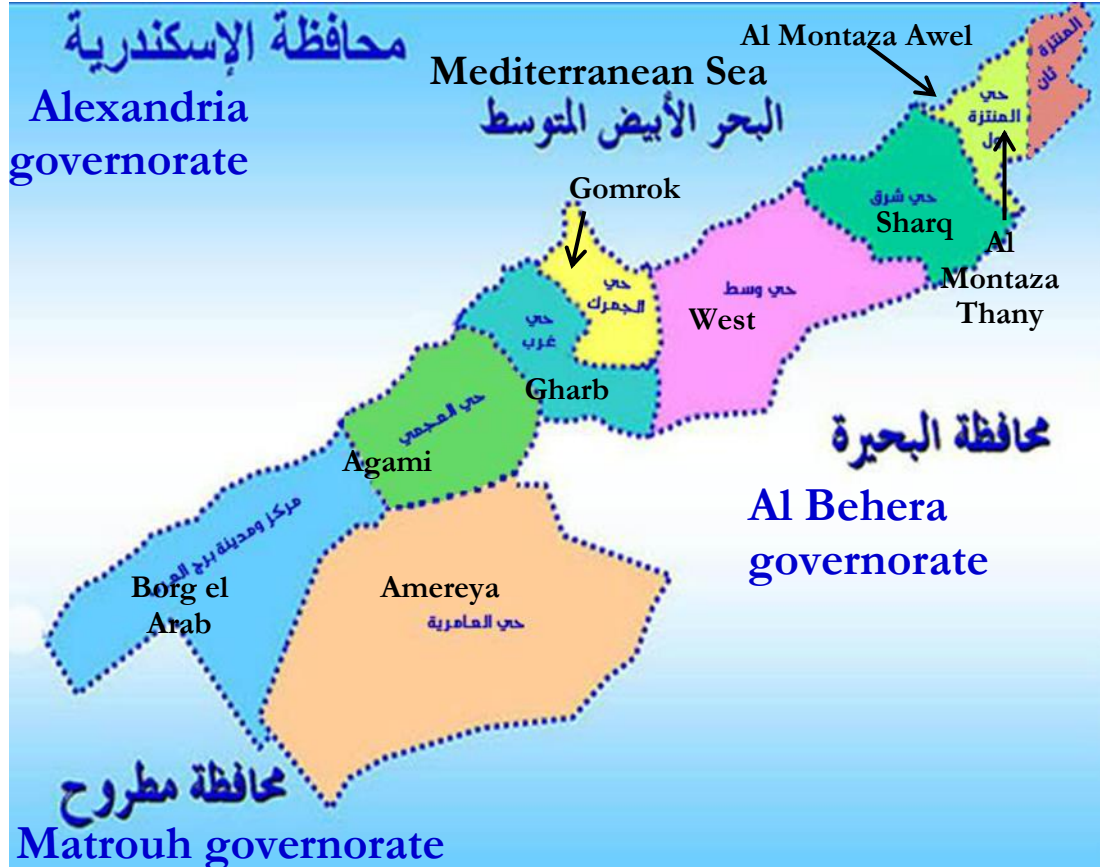 محافظة الإسكندرية
Alexandria
governorate
Al Montaza Awel
Mediterranean Sea
البحر الأبيض المتوسط
المنتزة
ثان
حي
المنتزة
ول
Gomrok
حي شرق
Sharq
Al
Montaza
Thany
حي
الجمرك
حي وسط
West
حي
غرب
Gharb
حي العجمي
Agami
محافظة البحيرة
Al Behera
governorate
مركز ومدينة برج العرب
Borg el
Arab
Amereya
حي العامرية
محافظة مطروح
Matrouh governorate